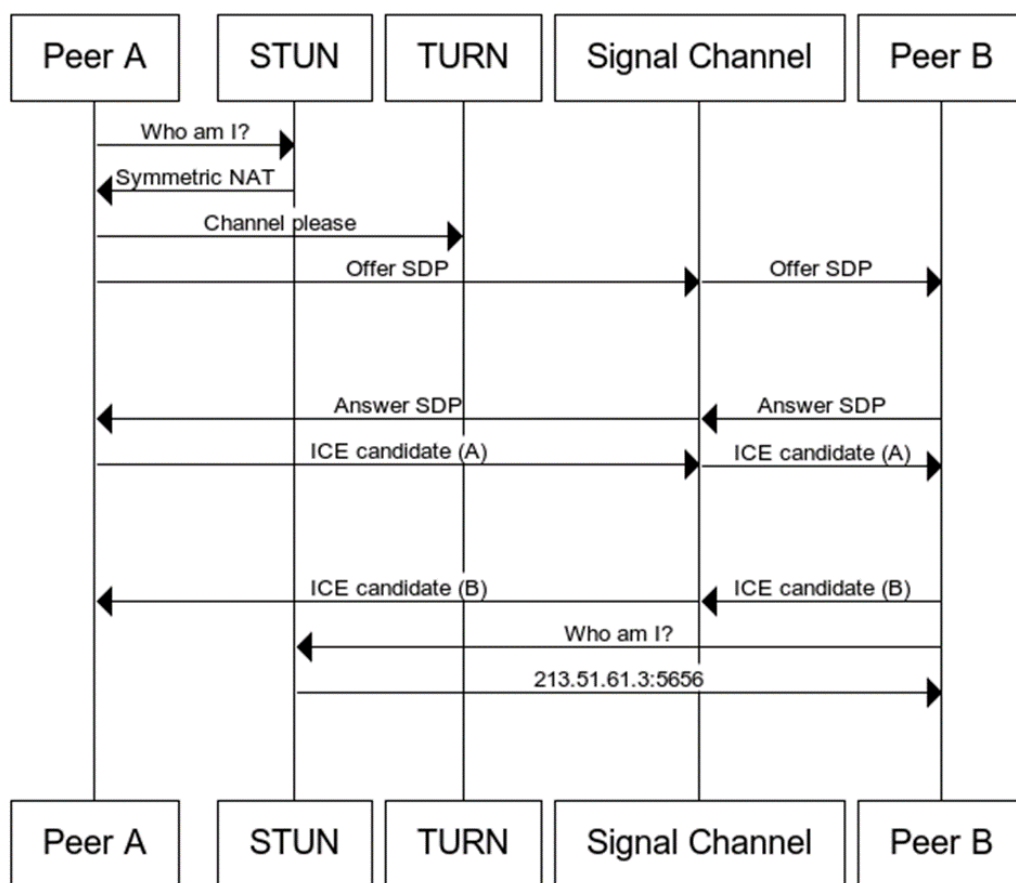 Peer A
STUN
TURN
Signal Channel
Peer B
Who am I?
Symmetric NAT
Channel please
Offer SDP
Offer SDP
Answer SDP
Answer SDP
ICE candidate (A)
ICE candidate (A)
ICE candidate (B)
ICE candidate (B)
Who am I?
213.51.61.3:5656
Peer A
STUN
TURN
Signal Channel
Peer B